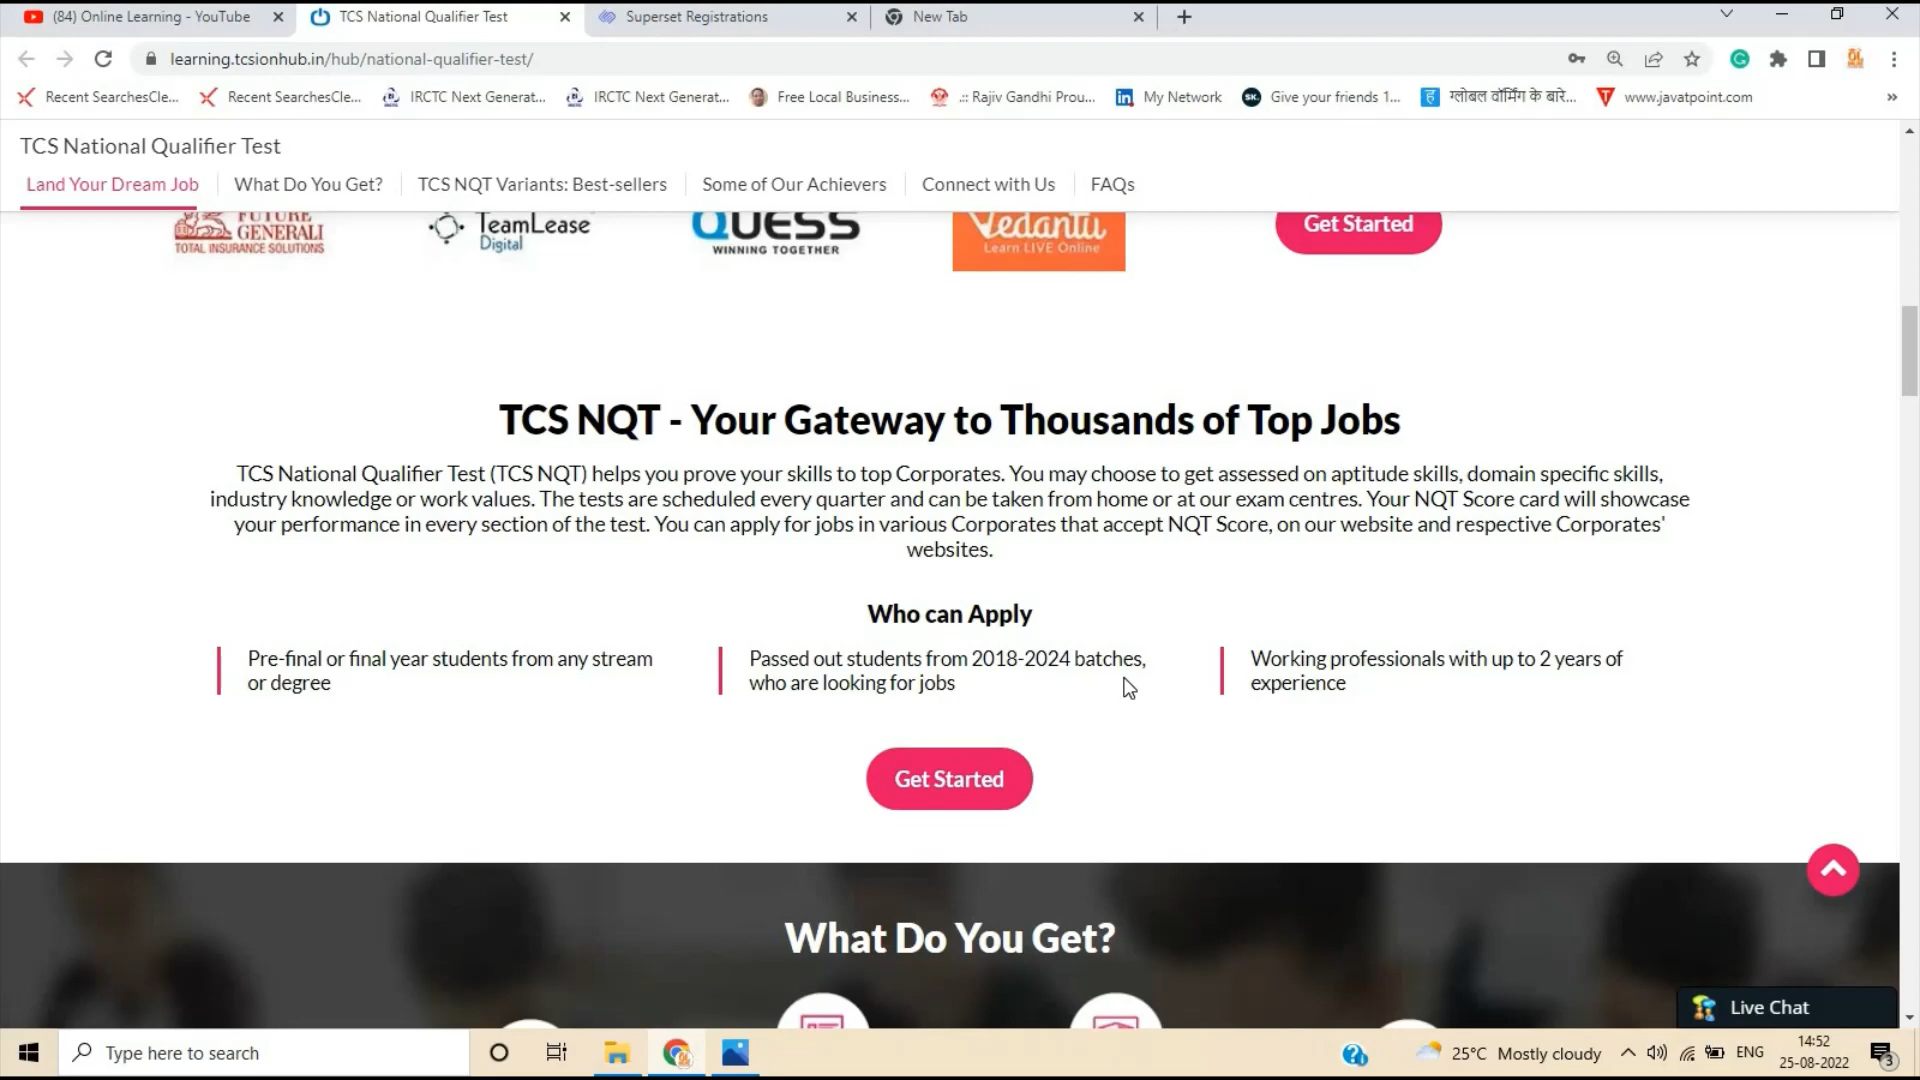 (84) Online Learning - YouTube
TCS National Qualifier Test
Superset Registrations
New Tab
learning.tcsionhub.in/hub/national-qualifier-test/
Recent SearchesCle...
Recent SearchesCle...
IRCTC Next Generat...
IRCTC Next Generat...
Free Local Business...
.:: Rajiv Gandhi Prou...
My Network
Give your friends 1...
ग्लोबल वॉर्मिंग के बारे...
www.javatpoint.com
TCS National Qualifier Test
Land Your Dream Job
What Do You Get?
TCS NQT Variants: Best-sellers
Some of Our Achievers
Connect with Us
FAQs
FUTURE
GENERALI
TOTAL INSURANCE SOLUTIONS
TeamLease
Digital
QUESS
WINNING TOGETHER
Vedantu
Learn LIVE Online
Get Started
TCS NQT - Your Gateway to Thousands of Top Jobs
TCS National Qualifier Test (TCS NQT) helps you prove your skills to top Corporates. You may choose to get assessed on aptitude skills, domain specific skills,
industry knowledge or work values. The tests are scheduled every quarter and can be taken from home or at our exam centres. Your NQT Score card will showcase
your performance in every section of the test. You can apply for jobs in various Corporates that accept NQT Score, on our website and respective Corporates'
websites.
Who can Apply
Pre-final or final year students from any stream
or degree
Passed out students from 2018-2024 batches,
who are looking for jobs
Working professionals with up to 2 years of
experience
Get Started
What Do You Get?
Live Chat
Type here to search
25°C Mostly cloudy
ENG
14:52
25-08-2022
3